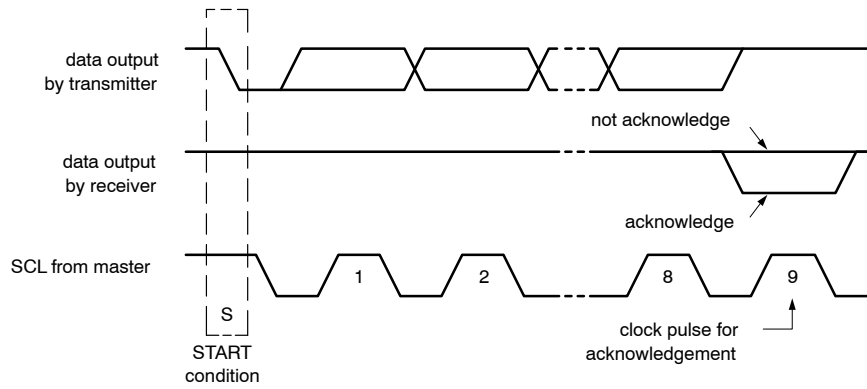 data output
by transmitter
not acknowledge
data output
by receiver
acknowledge
SCL from master
1
2
8
9
S
START
condition
clock pulse for
acknowledgement